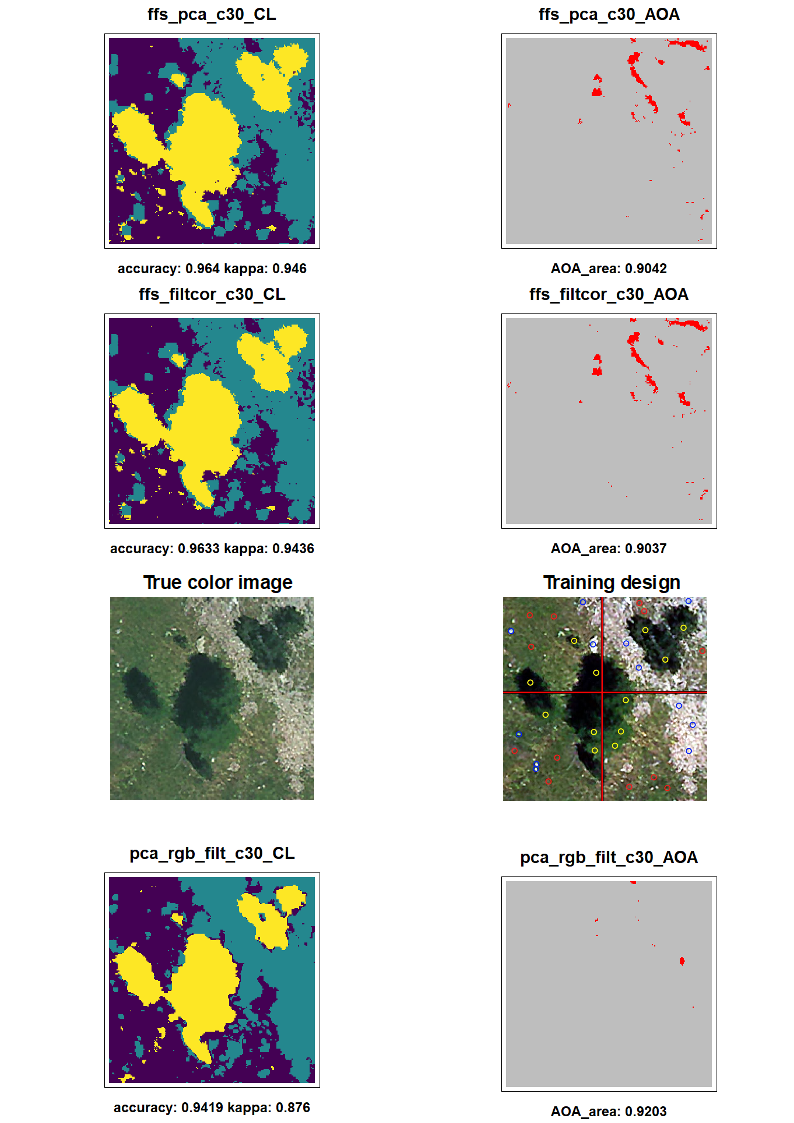 ffs_pca_c30_CL
ffs_pca_c30_AOA
accuracy: 0.964 kappa: 0.946
AOA_area: 0.9042
ffs_filtcor_c30_CL
ffs_filtcor_c30_AOA
accuracy: 0.9633 kappa: 0.9436
AOA_area: 0.9037
True color image
Training design
pca_rgb_filt_c30_CL
pca_rgb_filt_c30_AOA
accuracy: 0.9419 kappa: 0.876
AOA_area: 0.9203